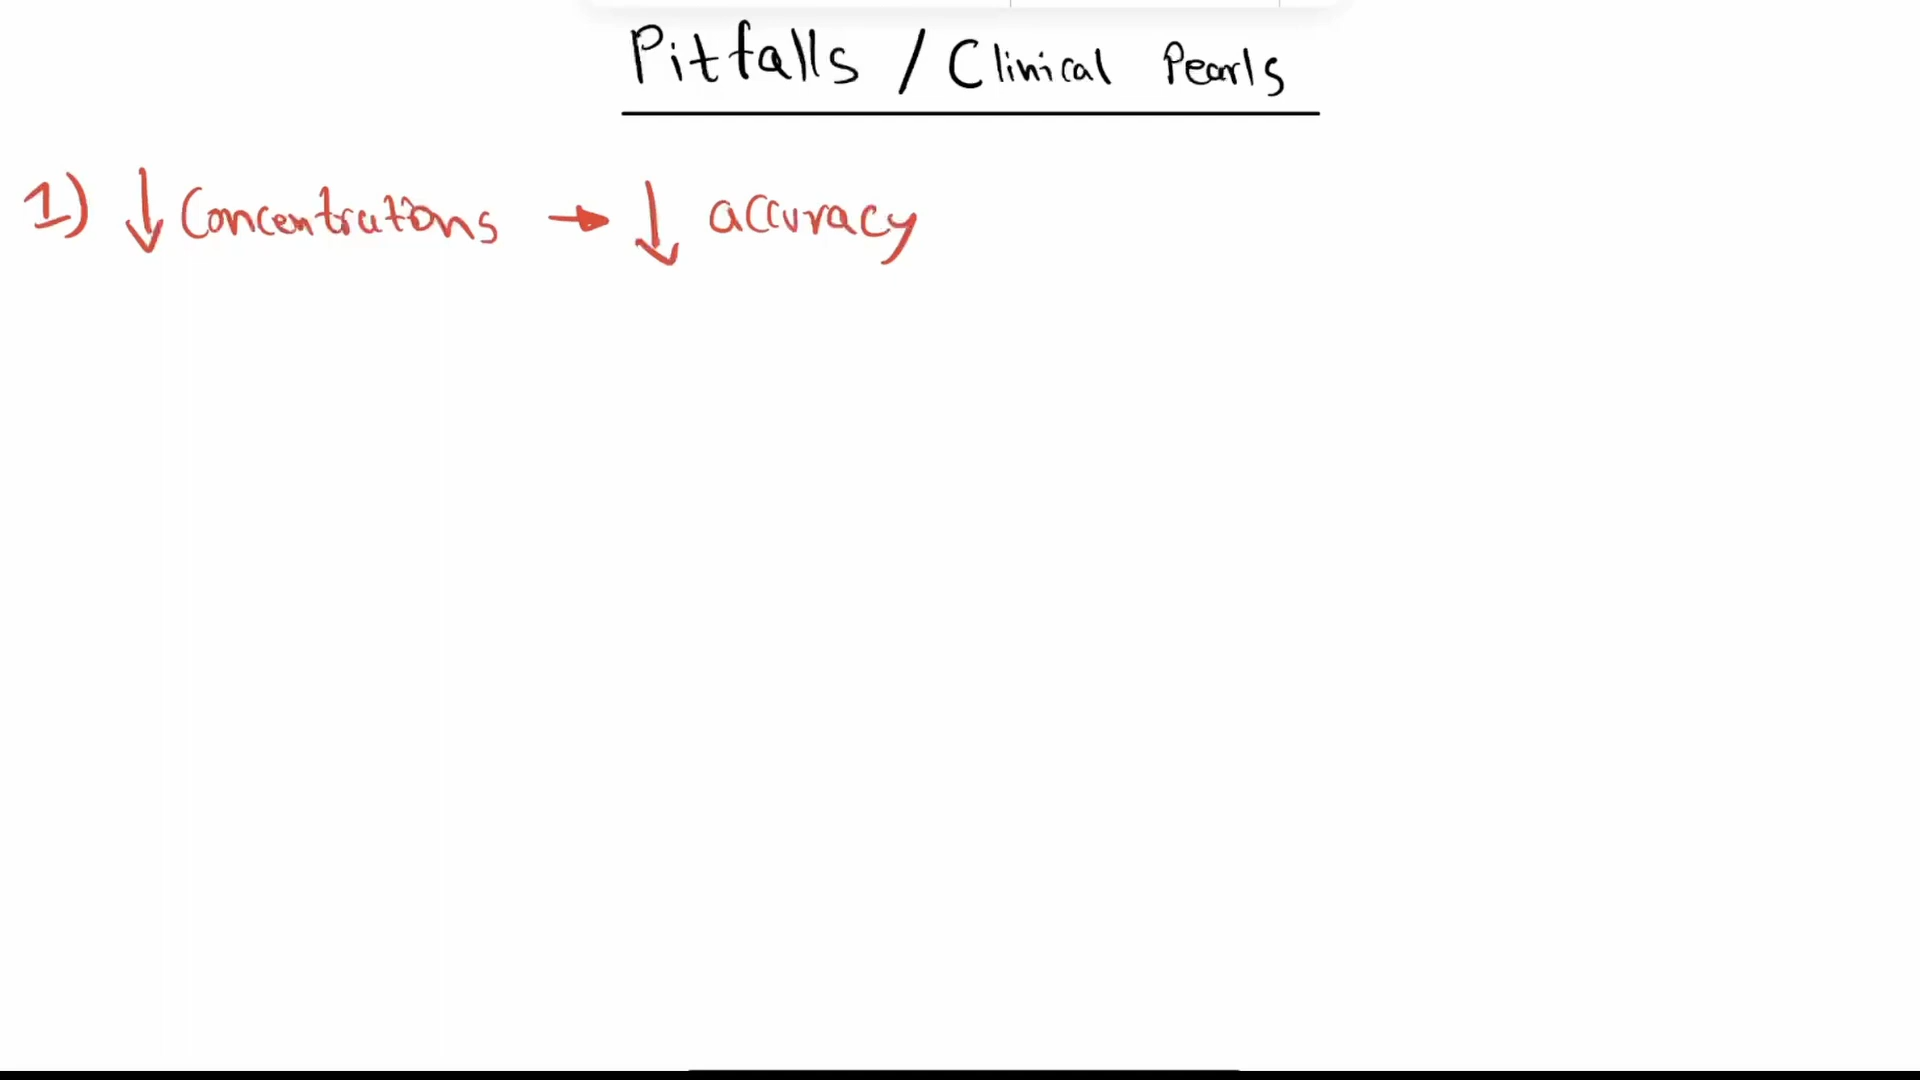 Pitfalls / Clinical Pearls
1) ↓ Concentrations → ↓ accuracy